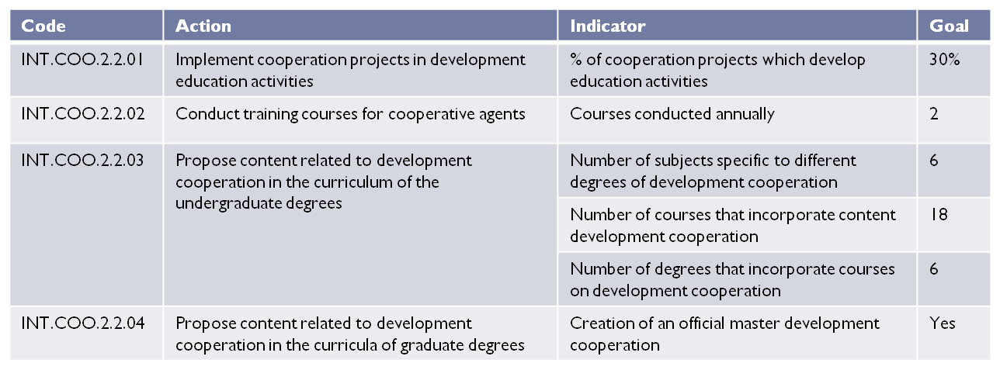 Code Action Indicator Goal
INT.COO.2.2.01 Implement cooperation projects in development % of cooperation projects which develop 30%
education activities education activities
INT.COO.2.2.02 Conduct training courses for cooperative agents Courses conducted annually 2
INT.COO.2.2.03 Propose content related to development Number of subjects specific to different 6
cooperation in the curriculum of the degrees of development cooperation
undergraduate degrees
Number of courses that incorporate content 18
development cooperation
Number of degrees that incorporate courses 6
on development cooperation
INT.COO.2.2.04 Propose content related to development Creation of an official master development Yes
cooperation in the curricula of graduate degrees cooperation